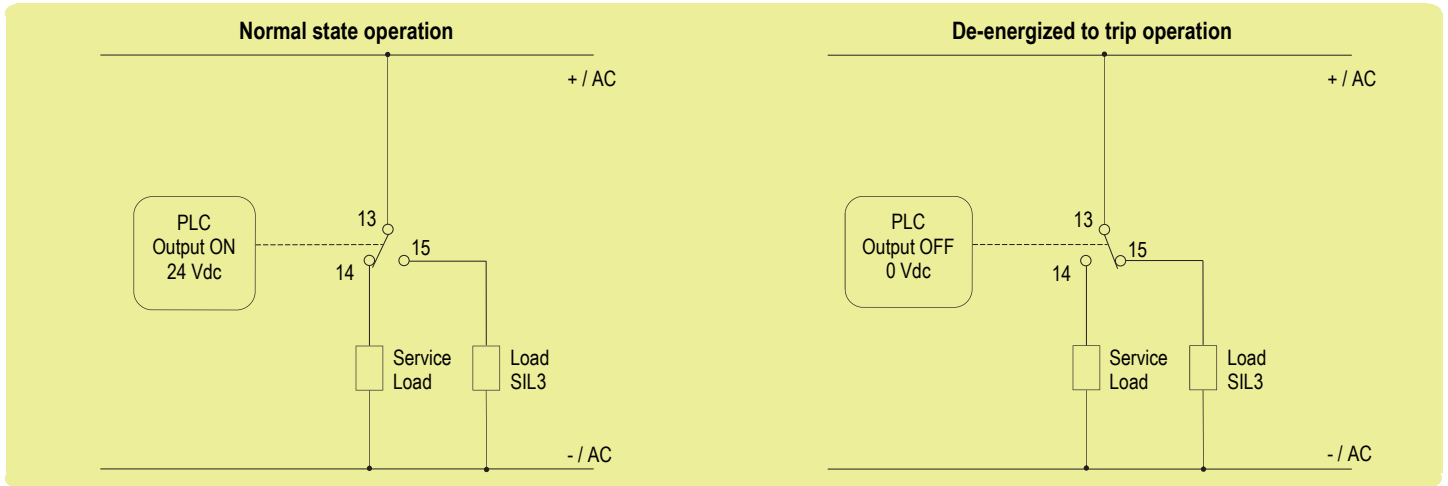 Normal state operation
+ / AC
PLC
Output ON
24 Vdc
13
15
14
Service
Load
Load
SIL3
- / AC
De-energized to trip operation
+ / AC
PLC
Output OFF
0 Vdc
13
15
14
Service
Load
Load
SIL3
- / AC